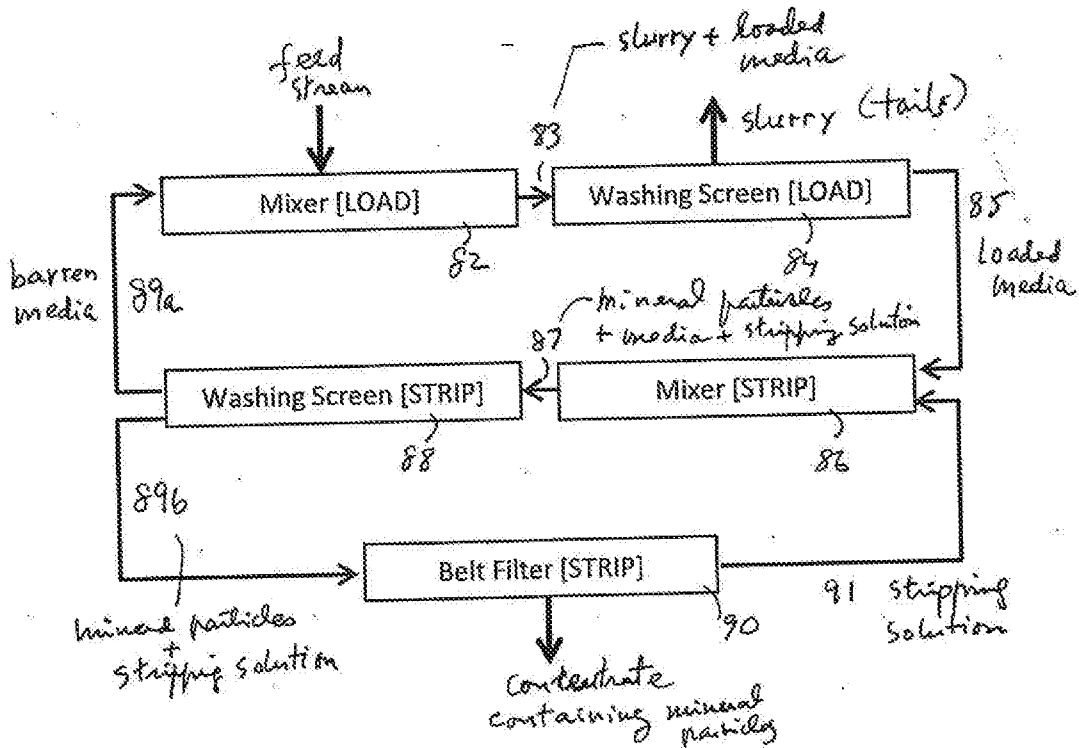 feed
stream
slurry + loaded
media
83
slurry (tails)
Mixer [LOAD]
82
Washing Screen [LOAD]
84
85
loaded
media
barren
media
89a
87
mineral particles
+ media + stripping solution
Washing Screen [STRIP]
88
Mixer [STRIP]
86
89b
mineral particles
+
stripping solution
Belt Filter [STRIP]
90
91 stripping
solution
concentrate
containing mineral
particles